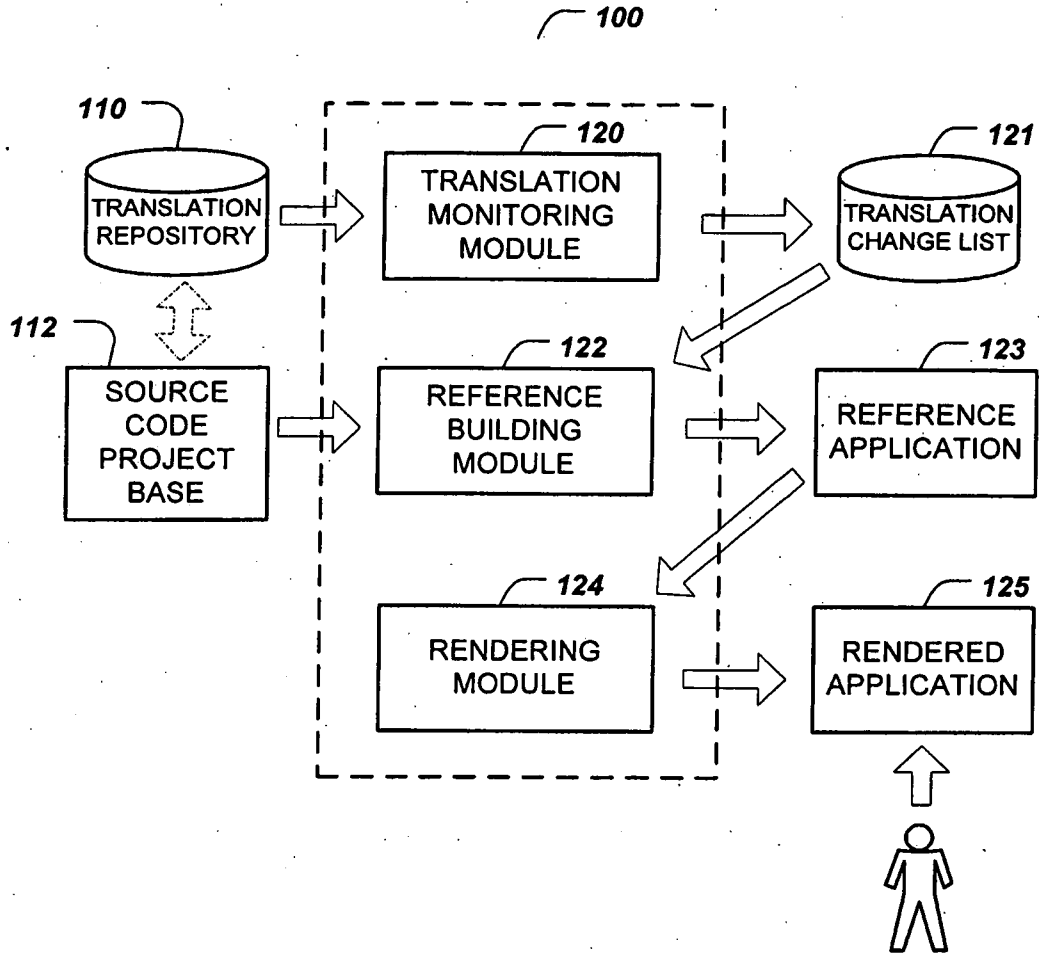 100
110
TRANSLATION
REPOSITORY
120
TRANSLATION
MONITORING
MODULE
121
TRANSLATION
CHANGE LIST
112
SOURCE
CODE
PROJECT
BASE
122
REFERENCE
BUILDING
MODULE
123
REFERENCE
APPLICATION
124
RENDERING
MODULE
125
RENDERED
APPLICATION